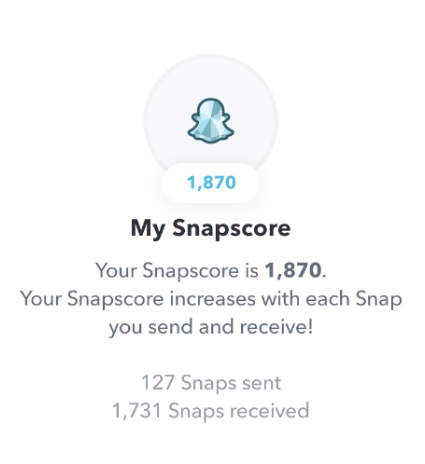 1,870
My Snapscore
Your Snapscore is 1,870.
Your Snapscore increases with each Snap
you send and receive!
127 Snaps sent
1,731 Snaps received